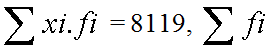 ∑ xi.fi = 8119, ∑ fi